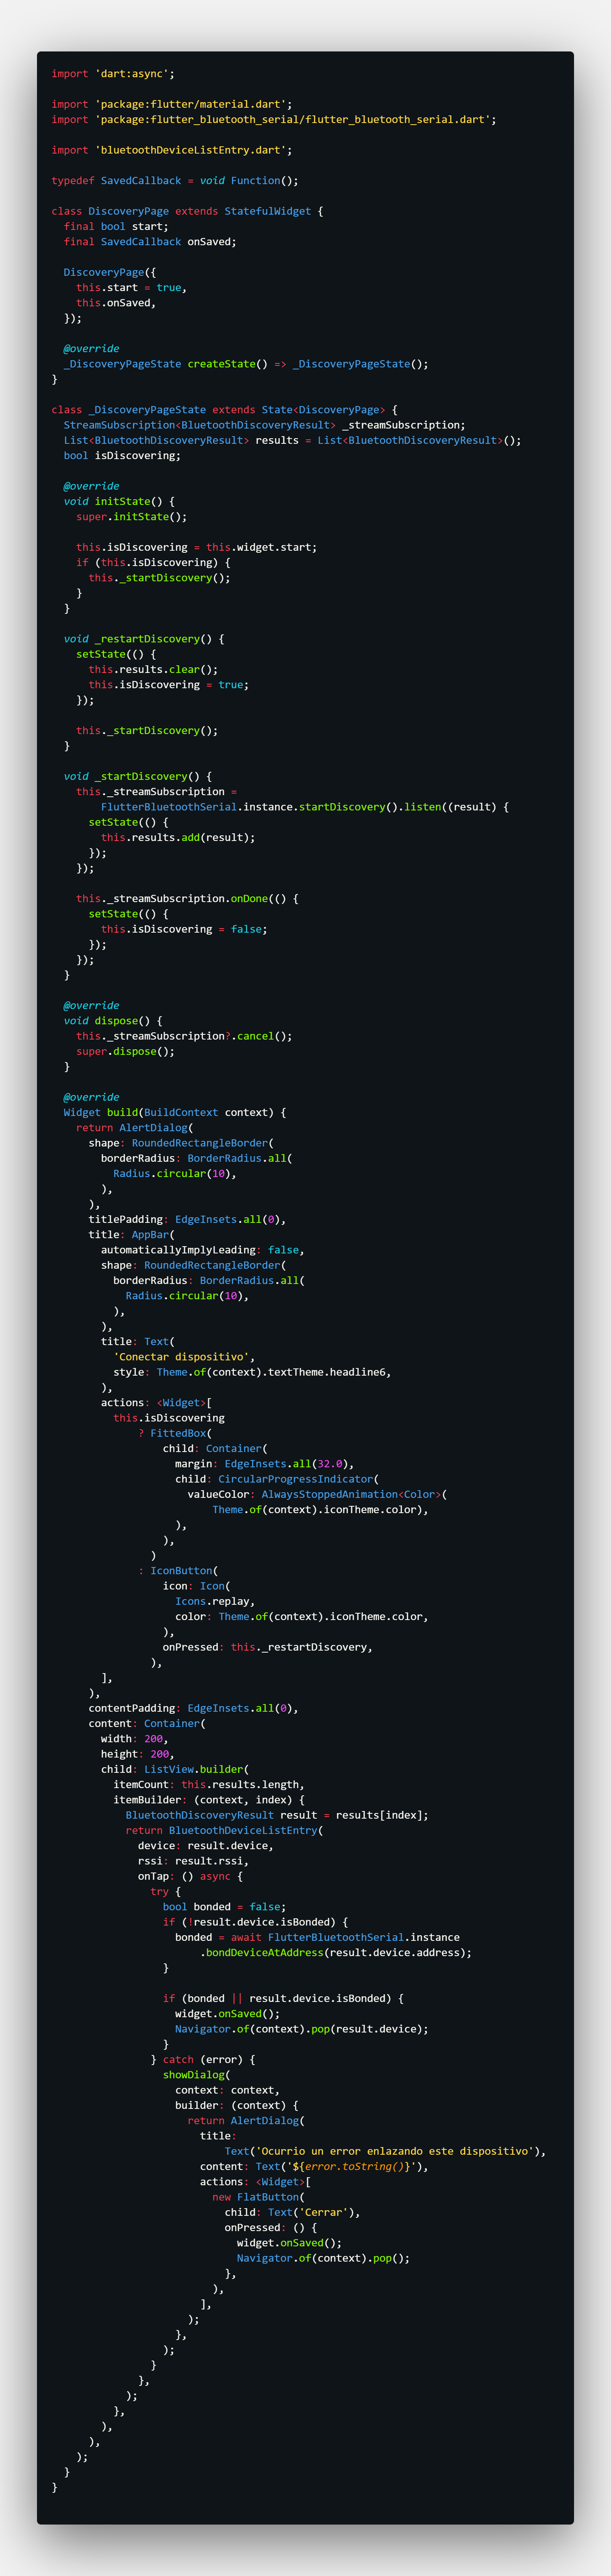 import 'dart:async';

import 'package:flutter/material.dart';
import 'package:flutter_bluetooth_serial/flutter_bluetooth_serial.dart';

import 'bluetoothDeviceListEntry.dart';

typedef SavedCallback = void Function();

class DiscoveryPage extends StatefulWidget {
  final bool start;
  final SavedCallback onSaved;

  DiscoveryPage({
    this.start = true,
    this.onSaved,
  });

  @override
  _DiscoveryPageState createState() => _DiscoveryPageState();
}

class _DiscoveryPageState extends State<DiscoveryPage> {
  StreamSubscription<BluetoothDiscoveryResult> _streamSubscription;
  List<BluetoothDiscoveryResult> results = List<BluetoothDiscoveryResult>();
  bool isDiscovering;

  @override
  void initState() {
    super.initState();

    this.isDiscovering = this.widget.start;
    if (this.isDiscovering) {
      this._startDiscovery();
    }
  }

  void _restartDiscovery() {
    setState(() {
      this.results.clear();
      this.isDiscovering = true;
    });

    this._startDiscovery();
  }

  void _startDiscovery() {
    this._streamSubscription =
        FlutterBluetoothSerial.instance.startDiscovery().listen((result) {
      setState(() {
        this.results.add(result);
      });
    });

    this._streamSubscription.onDone(() {
      setState(() {
        this.isDiscovering = false;
      });
    });
  }

  @override
  void dispose() {
    this._streamSubscription?.cancel();
    super.dispose();
  }

  @override
  Widget build(BuildContext context) {
    return AlertDialog(
      shape: RoundedRectangleBorder(
        borderRadius: BorderRadius.all(
          Radius.circular(10),
        ),
      ),
      titlePadding: EdgeInsets.all(0),
      title: AppBar(
        automaticallyImplyLeading: false,
        shape: RoundedRectangleBorder(
          borderRadius: BorderRadius.all(
            Radius.circular(10),
          ),
        ),
        title: Text(
          'Conectar dispositivo',
          style: Theme.of(context).textTheme.headline6,
        ),
        actions: <Widget>[
          this.isDiscovering
              ? FittedBox(
                  child: Container(
                    margin: EdgeInsets.all(32.0),
                    child: CircularProgressIndicator(
                      valueColor: AlwaysStoppedAnimation<Color>(
                          Theme.of(context).iconTheme.color),
                    ),
                  ),
                )
              : IconButton(
                  icon: Icon(
                    Icons.replay,
                    color: Theme.of(context).iconTheme.color,
                  ),
                  onPressed: this._restartDiscovery,
                ),
        ],
      ),
      contentPadding: EdgeInsets.all(0),
      content: Container(
        width: 200,
        height: 200,
        child: ListView.builder(
          itemCount: this.results.length,
          itemBuilder: (context, index) {
            BluetoothDiscoveryResult result = results[index];
            return BluetoothDeviceListEntry(
              device: result.device,
              rssi: result.rssi,
              onTap: () async {
                try {
                  bool bonded = false;
                  if (!result.device.isBonded) {
                    bonded = await FlutterBluetoothSerial.instance
                        .bondDeviceAtAddress(result.device.address);
                  }

                  if (bonded || result.device.isBonded) {
                    widget.onSaved();
                    Navigator.of(context).pop(result.device);
                  }
                } catch (error) {
                  showDialog(
                    context: context,
                    builder: (context) {
                      return AlertDialog(
                        title:
                            Text('Ocurrio un error enlazando este dispositivo'),
                        content: Text('${error.toString()}'),
                        actions: <Widget>[
                          new FlatButton(
                            child: Text('Cerrar'),
                            onPressed: () {
                              widget.onSaved();
                              Navigator.of(context).pop();
                            },
                          ),
                        ],
                      );
                    },
                  );
                }
              },
            );
          },
        ),
      ),
    );
  }
}